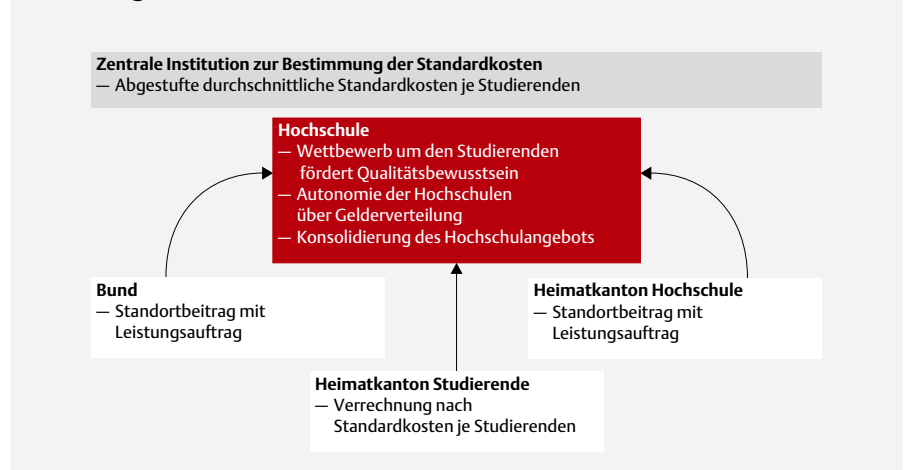 Zentrale Institution zur Bestimmung der Standardkosten
— Abgestufte durchschnittliche Standardkosten je Studierenden
Hochschule
— Wettbewerb um den Studierenden
fördert Qualitätsbewusstsein
— Autonomie der Hochschulen
über Gelderverteilung
— Konsolidierung des Hochschulangebots
Bund
— Standortbeitrag mit
Leistungsauftrag
Heimatkanton Hochschule
— Standortbeitrag mit
Leistungsauftrag
Heimatkanton Studierende
— Verrechnung nach
Standardkosten je Studierenden